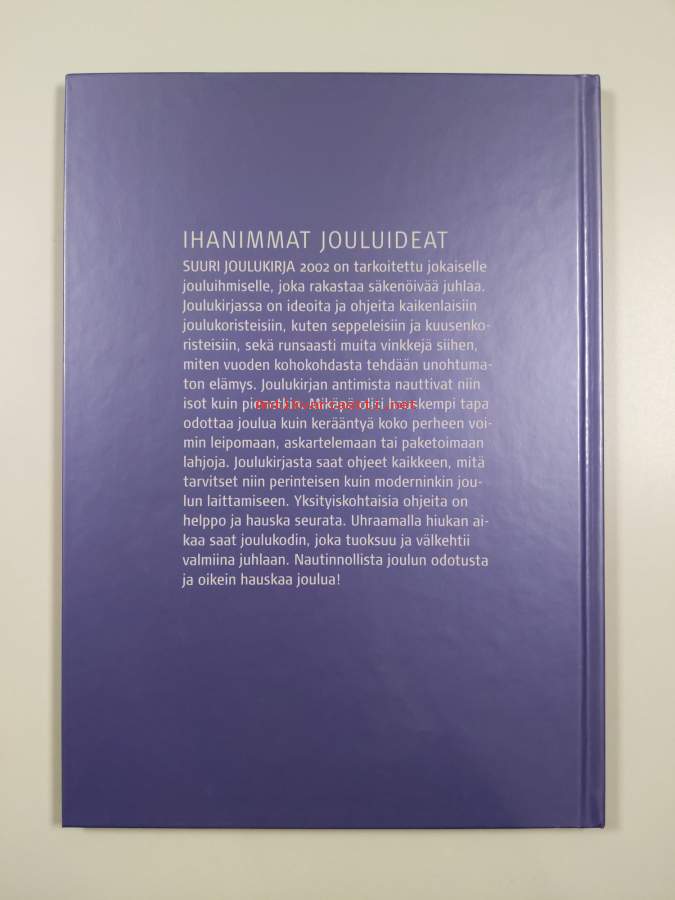 IHANIMMAT JOULUIDEAT
SUURI JOULUKIRJA 2002 on tarkoitettu jokaiselle
jouluihmiselle, joka rakastaa säkenöivää juhlaa.
Joulukirjassa on ideoita ja ohjeita kaikenlaisiin
joulukoristeisiin, kuten seppeleisiin ja kuusenko-
risteisiin, sekä runsaasti muita vinkkejä siihen,
miten vuoden kohokohdasta tehdään unohtuma-
ton elämys. Joulukirjan antimista nauttivat niin
isot kuin pienetkin. Mikäpä olisi hauskempi tapa
odottaa joulua kuin kerääntyä koko perheen voi-
min leipomaan, askartelemaan tai paketoimaan
lahjoja. Joulukirjasta saat ohjeet kaikkeen, mitä
tarvitset niin perinteisen kuin moderninkin jou-
lun laittamiseen. Yksityiskohtaisia ohjeita on
helppo ja hauska seurata. Uhraamalla hiukan ai-
kaa saat joulukodin, joka tuoksuu ja välkehtii
valmiina juhlaan. Nautinnollista joulun odotusta
ja oikein hauskaa joulua!